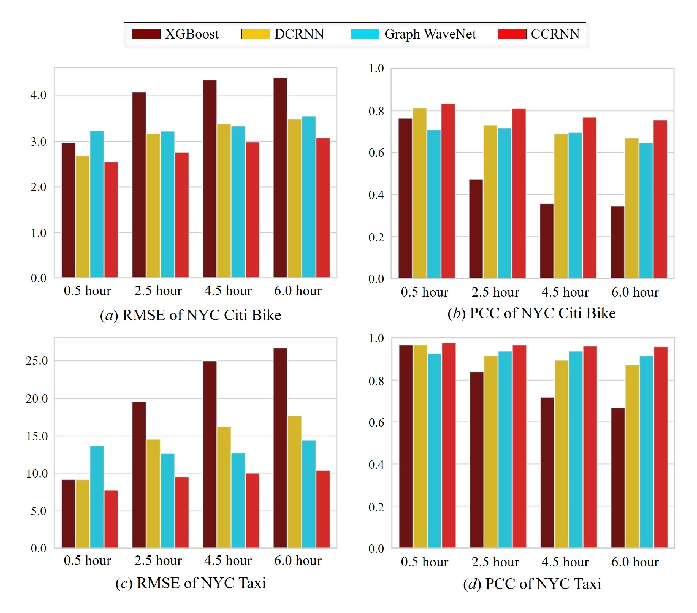 XGBoost DCRNN Graph WaveNet CCRNN
4.0
3.0
2.0
1.0
0.0
0.5 hour 2.5 hour 4.5 hour 6.0 hour
(a) RMSE of NYC Citi Bike
1.0
0.8
0.6
0.4
0.2
0.0
0.5 hour 2.5 hour 4.5 hour 6.0 hour
(b) PCC of NYC Citi Bike
25.0
20.0
15.0
10.0
5.0
0.0
0.5 hour 2.5 hour 4.5 hour 6.0 hour
(c) RMSE of NYC Taxi
1.0
0.8
0.6
0.4
0.2
0.0
0.5 hour 2.5 hour 4.5 hour 6.0 hour
(d) PCC of NYC Taxi